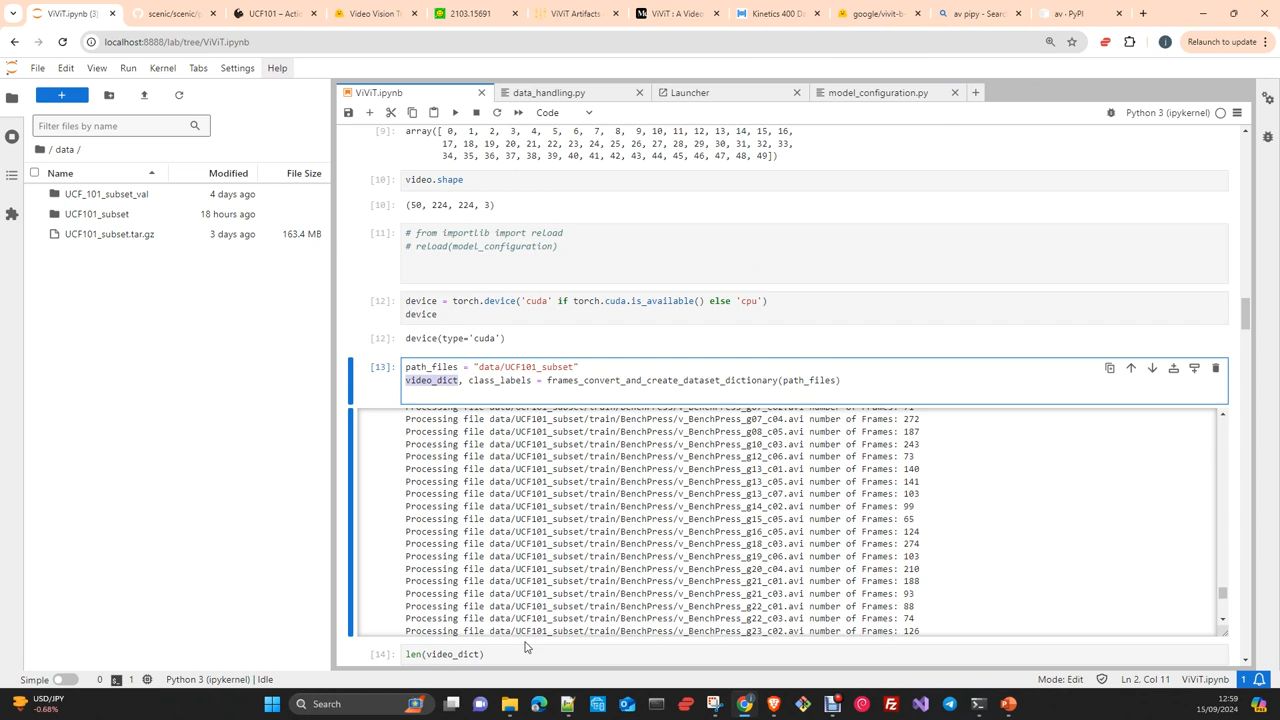 ViViT.ipynb (3)
scenic/scenic/p
UCF101 – Actio
Video Vision Tr
2103.15691
ViViT Artifacts
ViViT : A Video
Kinetics 400 Da
google/vivit-b
av pipy - Searc
av · PyPI
localhost:8888/lab/tree/ViViT.ipynb
Relaunch to update
File Edit View Run Kernel Tabs Settings Help
Filter files by name
/ data /
Name Modified File Size
UCF_101_subset_val 4 days ago
UCF101_subset 18 hours ago
UCF101_subset.tar.gz 3 days ago 163.4 MB
ViViT.ipynb
data_handling.py
Launcher
model_configuration.py
Code
Python 3 (ipykernel)
[9]: array([ 0, 1, 2, 3, 4, 5, 6, 7, 8, 9, 10, 11, 12, 13, 14, 15, 16,
17, 18, 19, 20, 21, 22, 23, 24, 25, 26, 27, 28, 29, 30, 31, 32, 33,
34, 35, 36, 37, 38, 39, 40, 41, 42, 43, 44, 45, 46, 47, 48, 49])
[10]: video.shape
[10]: (50, 224, 224, 3)
[11]: # from importlib import reload
# reload(model_configuration)
[12]: device = torch.device('cuda' if torch.cuda.is_available() else 'cpu')
device
[12]: device(type='cuda')
[13]: path_files = "data/UCF101_subset"
video_dict, class_labels = frames_convert_and_create_dataset_dictionary(path_files)
Processing file data/UCF101_subset/train/BenchPress/v_BenchPress_g07_c04.avi number of Frames: 272
Processing file data/UCF101_subset/train/BenchPress/v_BenchPress_g08_c05.avi number of Frames: 187
Processing file data/UCF101_subset/train/BenchPress/v_BenchPress_g10_c03.avi number of Frames: 243
Processing file data/UCF101_subset/train/BenchPress/v_BenchPress_g12_c06.avi number of Frames: 73
Processing file data/UCF101_subset/train/BenchPress/v_BenchPress_g13_c01.avi number of Frames: 140
Processing file data/UCF101_subset/train/BenchPress/v_BenchPress_g13_c05.avi number of Frames: 141
Processing file data/UCF101_subset/train/BenchPress/v_BenchPress_g13_c07.avi number of Frames: 103
Processing file data/UCF101_subset/train/BenchPress/v_BenchPress_g14_c02.avi number of Frames: 99
Processing file data/UCF101_subset/train/BenchPress/v_BenchPress_g15_c05.avi number of Frames: 65
Processing file data/UCF101_subset/train/BenchPress/v_BenchPress_g16_c05.avi number of Frames: 124
Processing file data/UCF101_subset/train/BenchPress/v_BenchPress_g18_c03.avi number of Frames: 274
Processing file data/UCF101_subset/train/BenchPress/v_BenchPress_g19_c06.avi number of Frames: 103
Processing file data/UCF101_subset/train/BenchPress/v_BenchPress_g20_c04.avi number of Frames: 210
Processing file data/UCF101_subset/train/BenchPress/v_BenchPress_g21_c01.avi number of Frames: 188
Processing file data/UCF101_subset/train/BenchPress/v_BenchPress_g21_c03.avi number of Frames: 93
Processing file data/UCF101_subset/train/BenchPress/v_BenchPress_g22_c01.avi number of Frames: 88
Processing file data/UCF101_subset/train/BenchPress/v_BenchPress_g22_c03.avi number of Frames: 74
Processing file data/UCF101_subset/train/BenchPress/v_BenchPress_g23_c02.avi number of Frames: 126
[14]: len(video_dict)
Simple 0 1 Python 3 (ipykernel) | Idle
Mode: Edit Ln 2, Col 11 ViViT.ipynb 1
USD/JPY
-0.68%
Search
12:59
15/09/2024